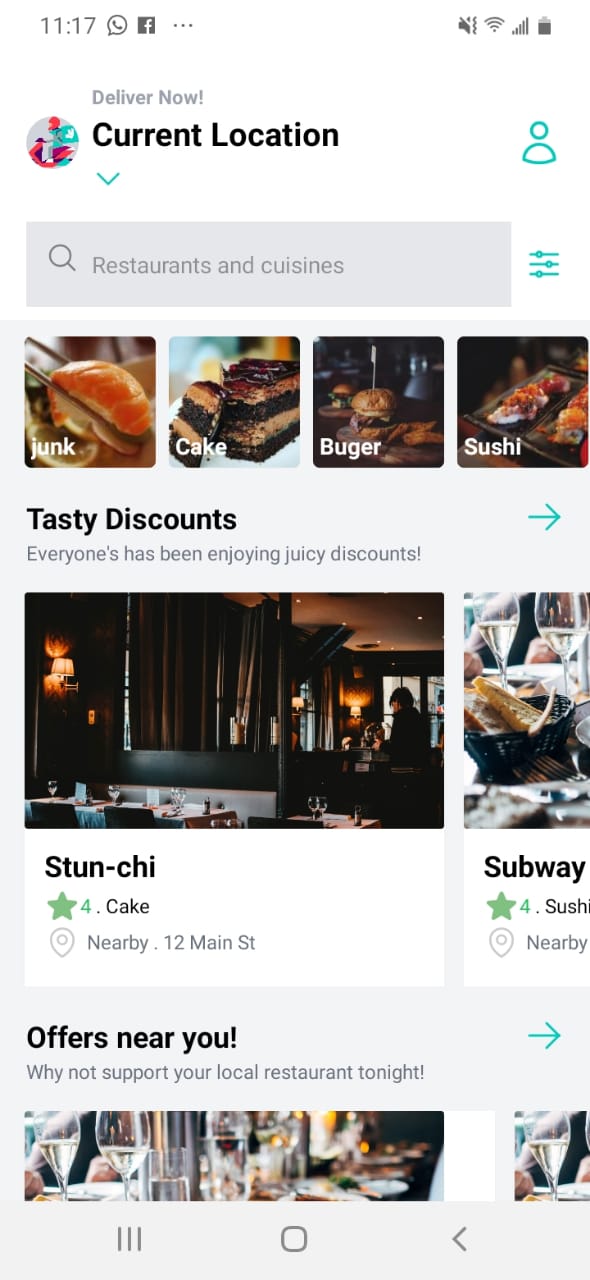 11:17
Deliver Now!
Current Location
Restaurants and cuisines
junk
Cake
Buger
Sushi
Tasty Discounts
Everyone's has been enjoying juicy discounts!
Stun-chi
4 . Cake
Nearby . 12 Main St
Subway
4 . Sushi
Nearby
Offers near you!
Why not support your local restaurant tonight!